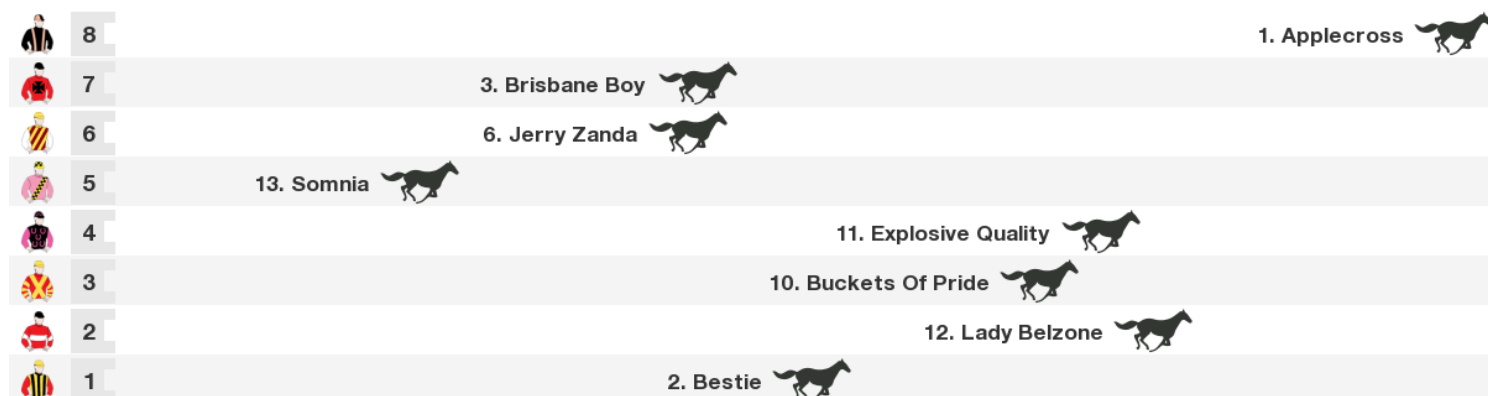 8 1. Applecross
7 3. Brisbane Boy
6 6. Jerry Zanda
5 13. Somnia
4 11. Explosive Quality
3 10. Buckets Of Pride
2 12. Lady Belzone
1 2. Bestie